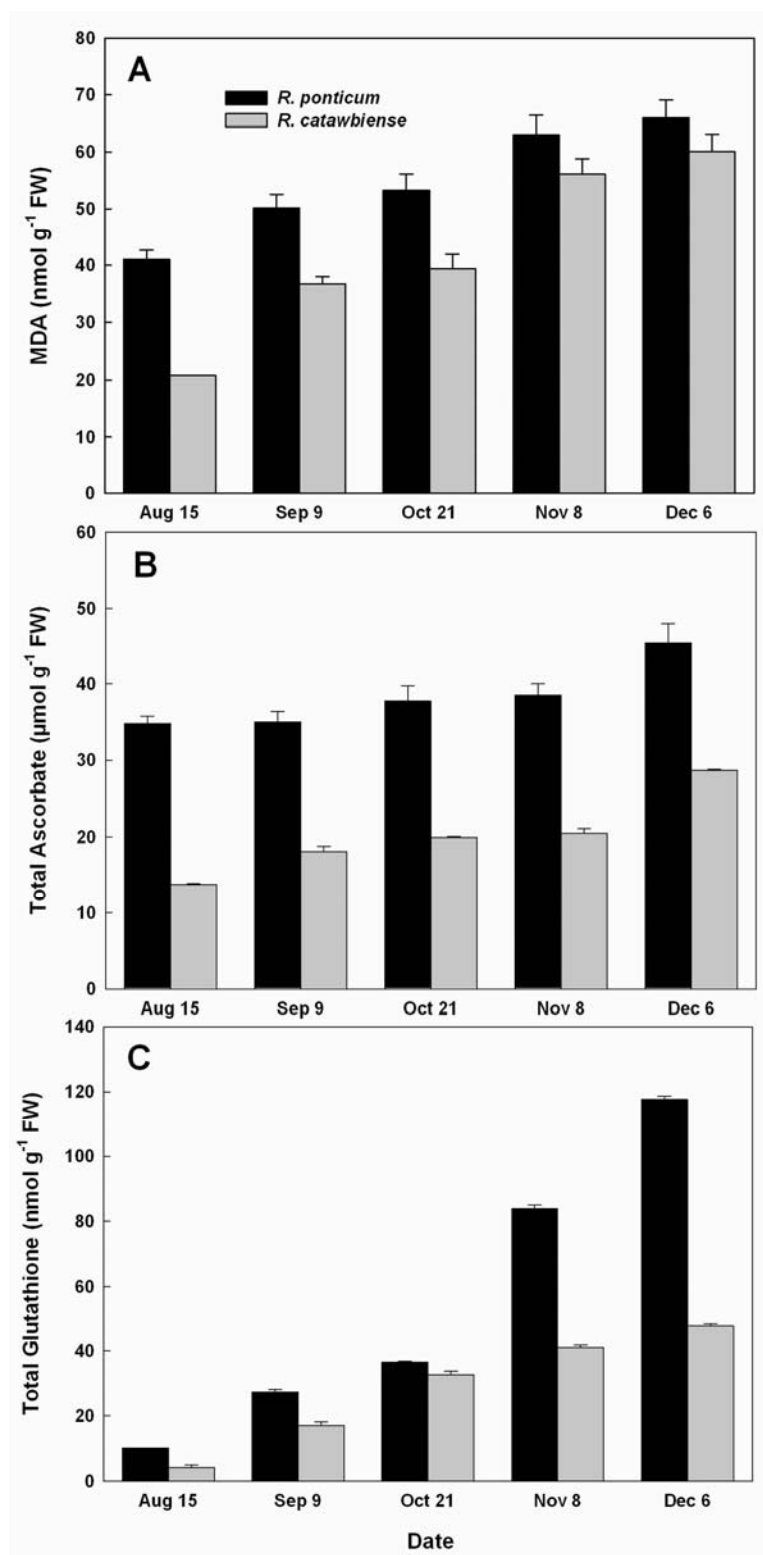 A
R. ponticum
R. catawbiense
MDA (nmol g-1 FW)
80
70
60
50
40
30
20
10
0
Aug 15 Sep 9 Oct 21 Nov 8 Dec 6
B
Total Ascorbate (µmol g-1 FW)
60
50
40
30
20
10
0
Aug 15 Sep 9 Oct 21 Nov 8 Dec 6
C
Total Glutathione (nmol g-1 FW)
140
120
100
80
60
40
20
0
Aug 15 Sep 9 Oct 21 Nov 8 Dec 6
Date